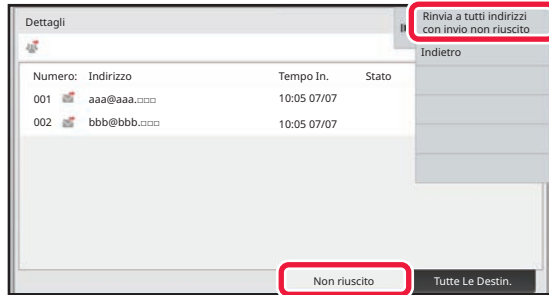 Dettagli
Rinvia a tutti indirizzi
con invio non riuscito
Indietro
Numero: Indirizzo Tempo In. Stato
001 aaa@aaa.□□□ 10:05 07/07
002 bbb@bbb.□□□ 10:05 07/07
Non riuscito Tutte Le Destin.